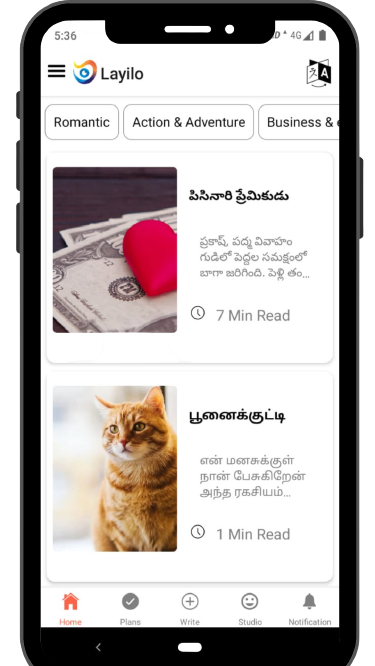 5:36
4G
Layilo
Romantic
Action & Adventure
Business &
పిసినారి ప్రేమికుడు
ప్రకాష్, పద్మ వివాహం
గుడిలో పెద్దల సమక్షంలో
బాగా జరిగింది. పెళ్లి తం...
7 Min Read
பூனைக்குட்டி
என் மனசுக்குள்
நான் பேசுகிறேன்
அந்த ரகசியம்...
1 Min Read
Home
Plans
Write
Studio
Notification